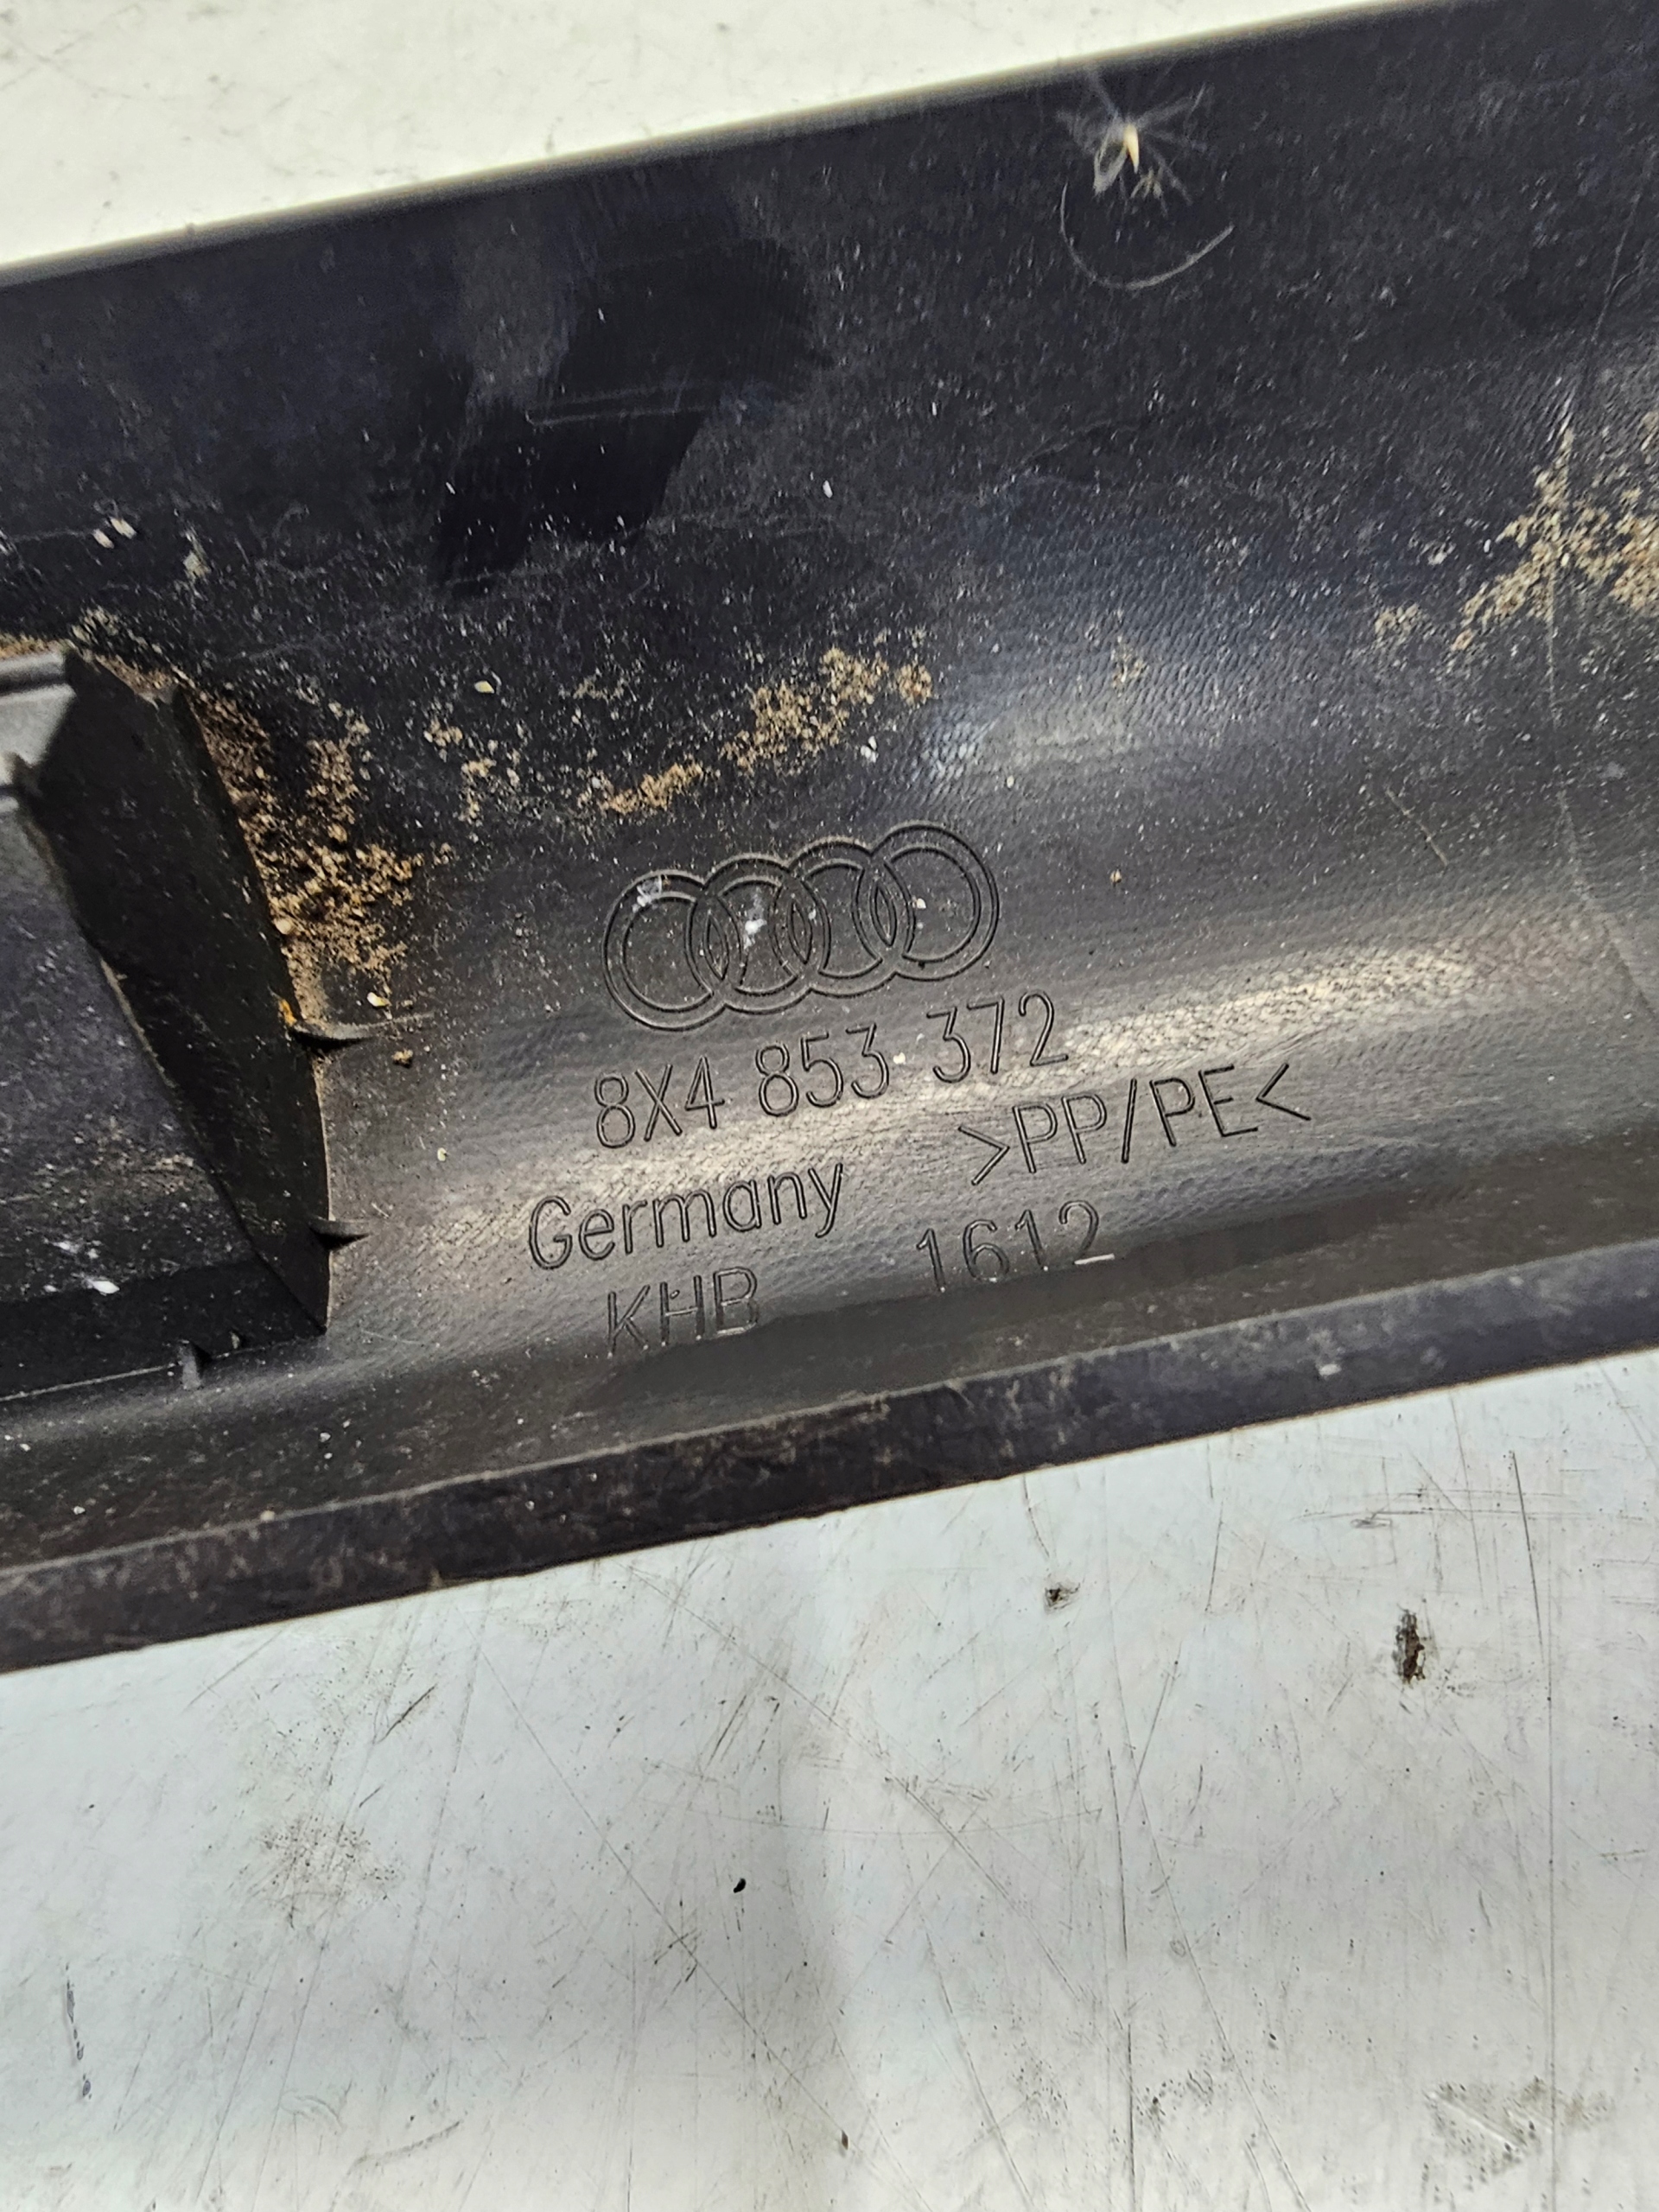 8X4 853 372
>PP/PE<
Germany
KHB 1612